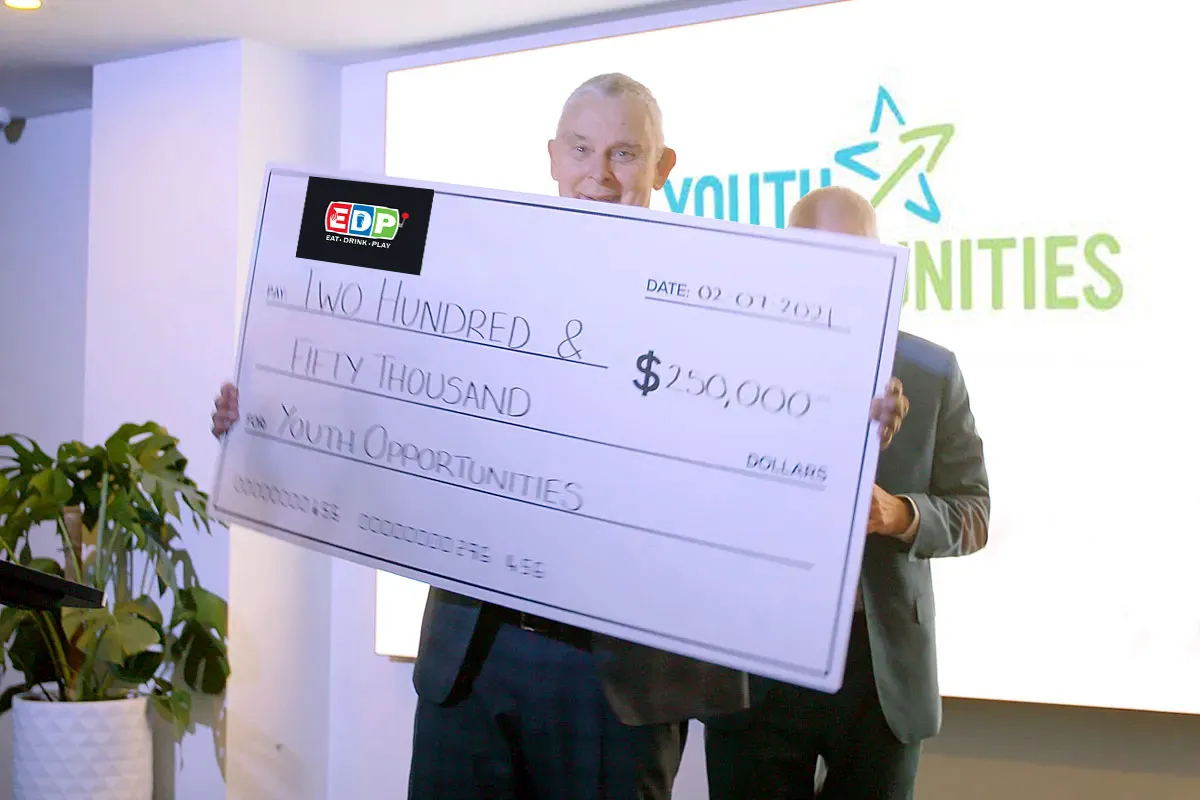 YOUTH
NITIES
EDP
EAT • DRINK • PLAY
DATE: 02-07-2021
PAY: TWO HUNDRED &
FIFTY THOUSAND
$250,000
DOLLARS
FOR: YOUTH OPPORTUNITIES